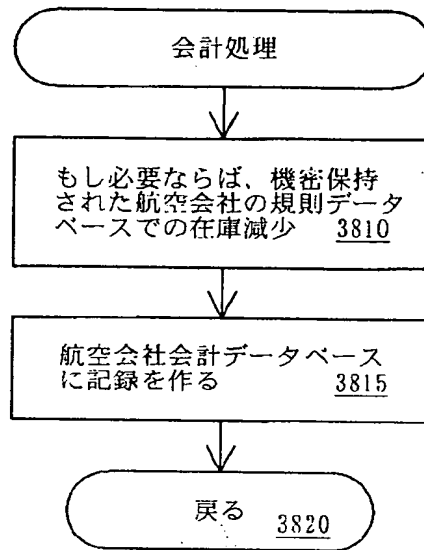 会計処理
もし必要ならば、機密保持
された航空会社の規則データ
ベースでの在庫減少 3810
航空会社会計データベース
に記録を作る 3815
戻る 3820